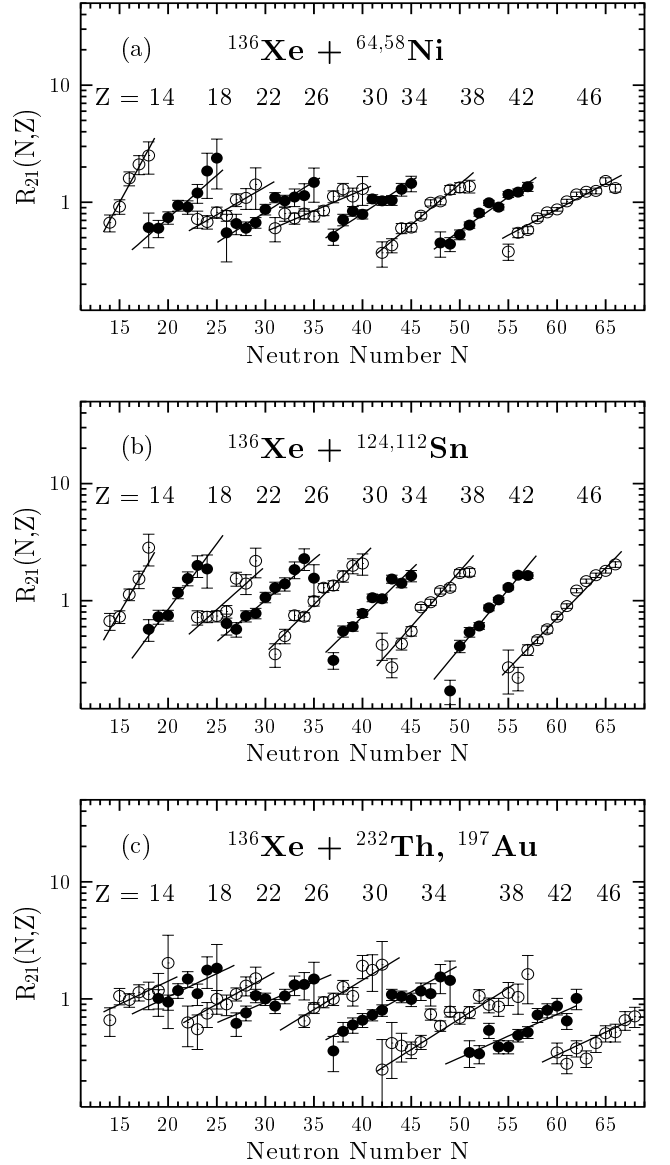 (a) ¹³⁶Xe + ⁶⁴,⁵⁸Ni
10
Z = 14 18 22 26 30 34 38 42 46
R₂₁(N,Z)
1
15 20 25 30 35 40 45 50 55 60 65
Neutron Number N
(b) ¹³⁶Xe + ¹²⁴,¹¹²Sn
10
Z = 14 18 22 26 30 34 38 42 46
R₂₁(N,Z)
1
15 20 25 30 35 40 45 50 55 60 65
Neutron Number N
(c) ¹³⁶Xe + ²³²Th, ¹⁹⁷Au
10
Z = 14 18 22 26 30 34 38 42 46
R₂₁(N,Z)
1
15 20 25 30 35 40 45 50 55 60 65
Neutron Number N